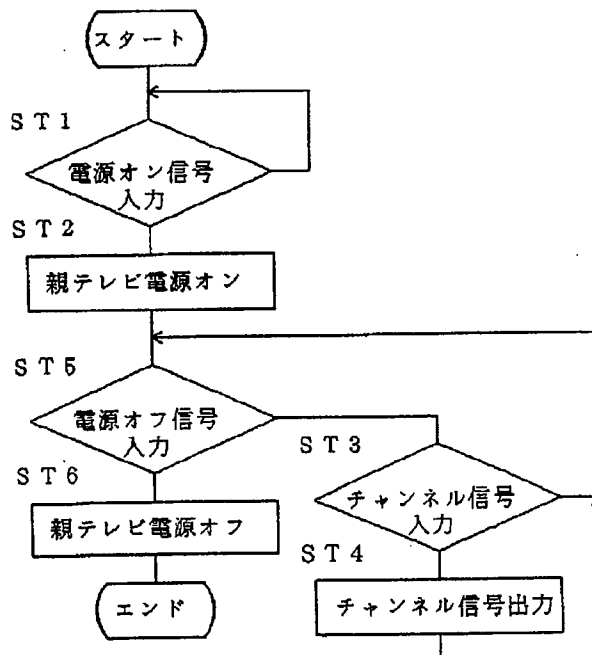 スタート
ST1
電源オン信号
入力
ST2
親テレビ電源オン
ST5
電源オフ信号
入力
ST3
ST6
チャンネル信号
入力
親テレビ電源オフ
ST4
エンド
チャンネル信号出力